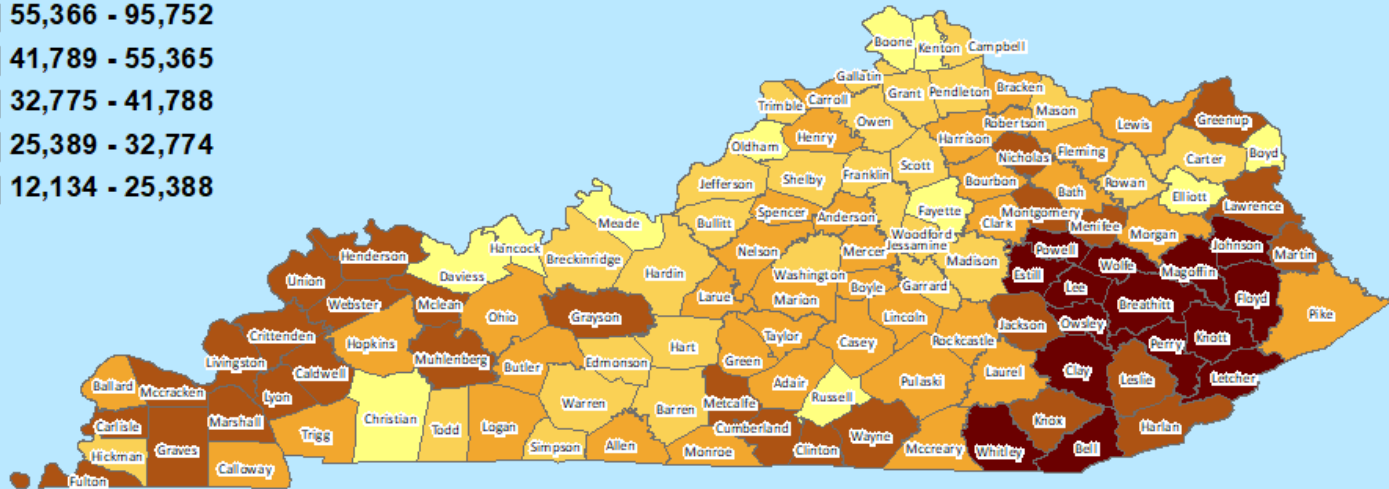 55,366 - 95,752
41,789 - 55,365
32,775 - 41,788
25,389 - 32,774
12,134 - 25,388
Boone
Kenton
Campbell
Gallatin
Grant
Pendleton
Bracken
Trimble
Carroll
Mason
Owen
Robertson
Lewis
Greenup
Henry
Harrison
Oldham
Nicholas
Fleming
Carter
Boyd
Scott
Shelby
Franklin
Jefferson
Bourbon
Bath
Rowan
Elliott
Lawrence
Fayette
Montgomery
Spencer
Anderson
Bullitt
Meade
Clark
Menifee
Woodford
Morgan
Jessamine
Johnson
Hancock
Nelson
Mercer
Powell
Martin
Henderson
Breckinridge
Madison
Wolfe
Magoffin
Daviess
Hardin
Washington
Estill
Union
Garrard
Lee
Boyle
Larue
Marion
Floyd
Webster
Mclean
Breathitt
Pike
Ohio
Grayson
Lincoln
Jackson
Owsley
Crittenden
Taylor
Knott
Hopkins
Casey
Rockcastle
Perry
Hart
Muhlenberg
Green
Livingston
Edmonson
Butler
Caldwell
Laurel
Clay
Leslie
Letcher
Ballard
Adair
Pulaski
Mccracken
Lyon
Russell
Warren
Metcalfe
Barren
Christian
Marshall
Knox
Carlisle
Todd
Logan
Cumberland
Harlan
Trigg
Wayne
Simpson
Allen
Graves
Monroe
Clinton
Mccreary
Whitley
Bell
Hickman
Calloway
Fulton